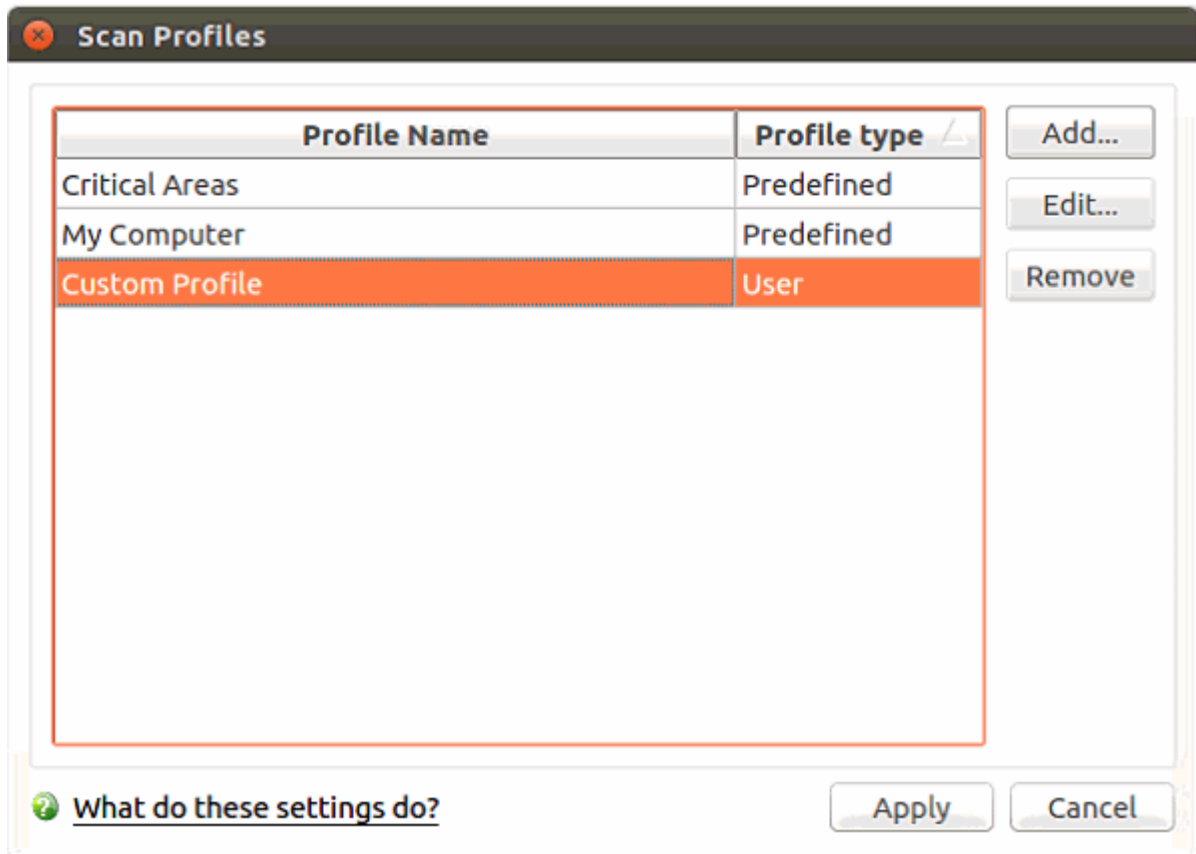 Scan Profiles
Profile Name Profile type
Add...
Critical Areas Predefined
Edit...
My Computer Predefined
Remove
Custom Profile User
What do these settings do?
Apply Cancel